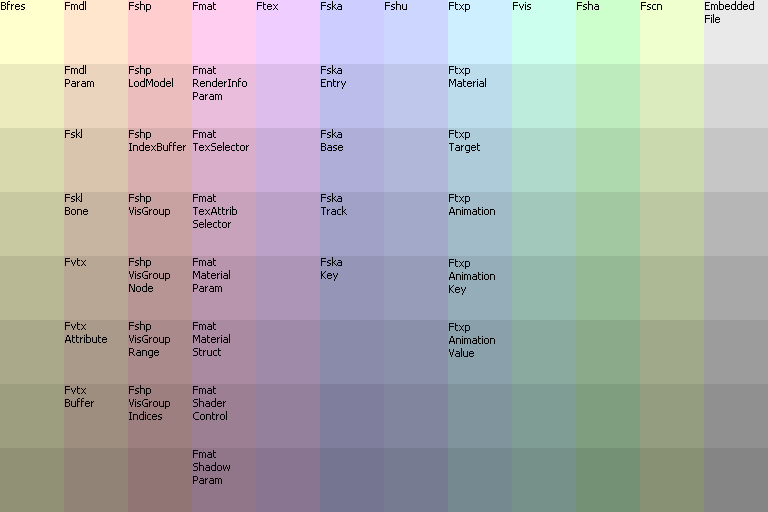 Bfres Fmdl Fshp Fmat Ftex Fska Fshu Ftxp Fvis Fsha Fscn Embedded
File
Fmdl Fshp Fmat Fska Ftxp
Param LodModel RenderInfo Entry Material
Param
Fskl Fshp Fmat Fska Ftxp
IndexBuffer TexSelector Base Target
Fskl Fshp Fmat Fska Ftxp
Bone VisGroup TexAttrib Track Animation
Selector
Fvtx Fshp Fmat Fska Ftxp
VisGroup Material Key Animation
Node Param Key
Fvtx Fshp Fmat Ftxp
Attribute VisGroup Material Animation
Range Struct Value
Fvtx Fshp Fmat
Buffer VisGroup Shader
Indices Control
Fmat
Shadow
Param